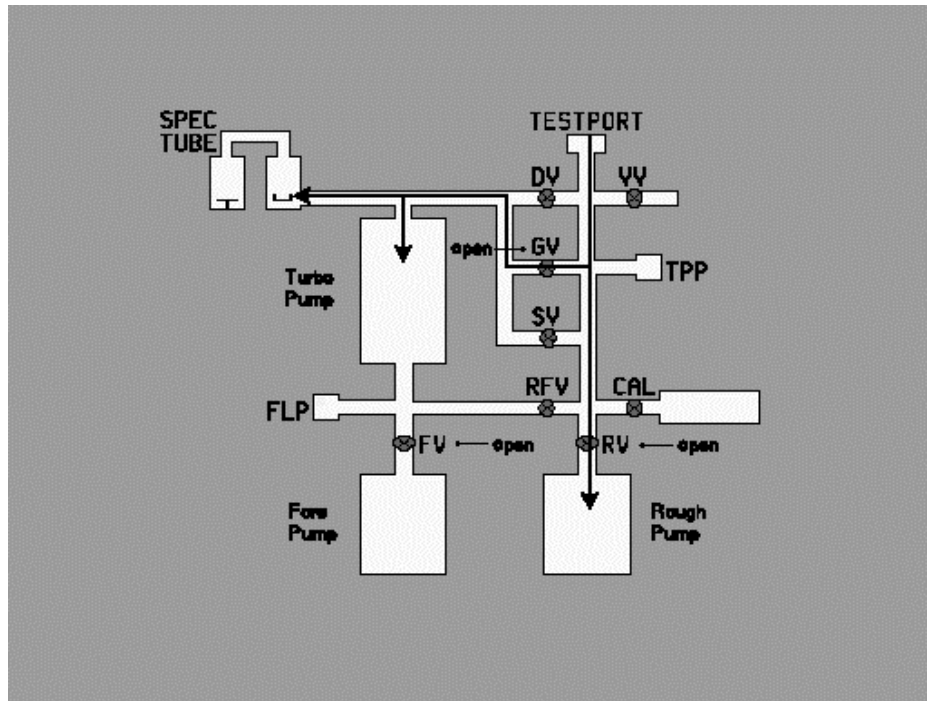 SPEC
TUBE
TESTPORT
DV
VV
open
GV
TPP
Turbo
Pump
SV
RFV
CAL
FLP
FV
open
RV
open
Fore
Pump
Rough
Pump